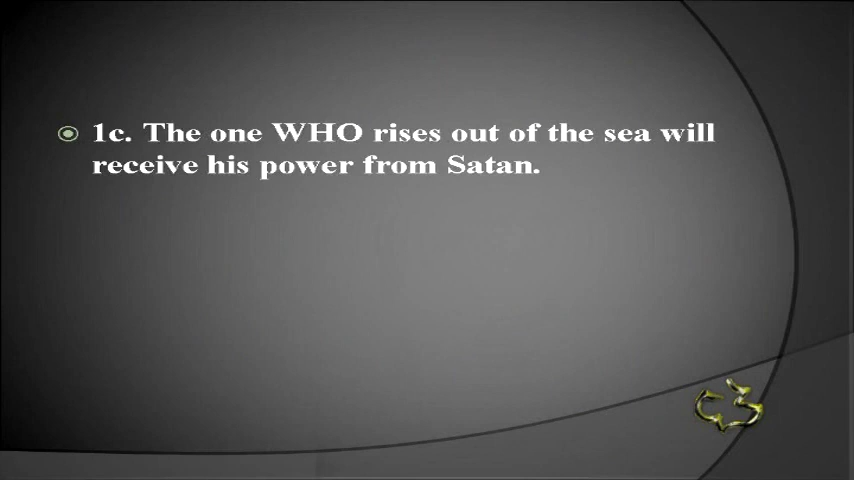 1c. The one WHO rises out of the sea will
receive his power from Satan.